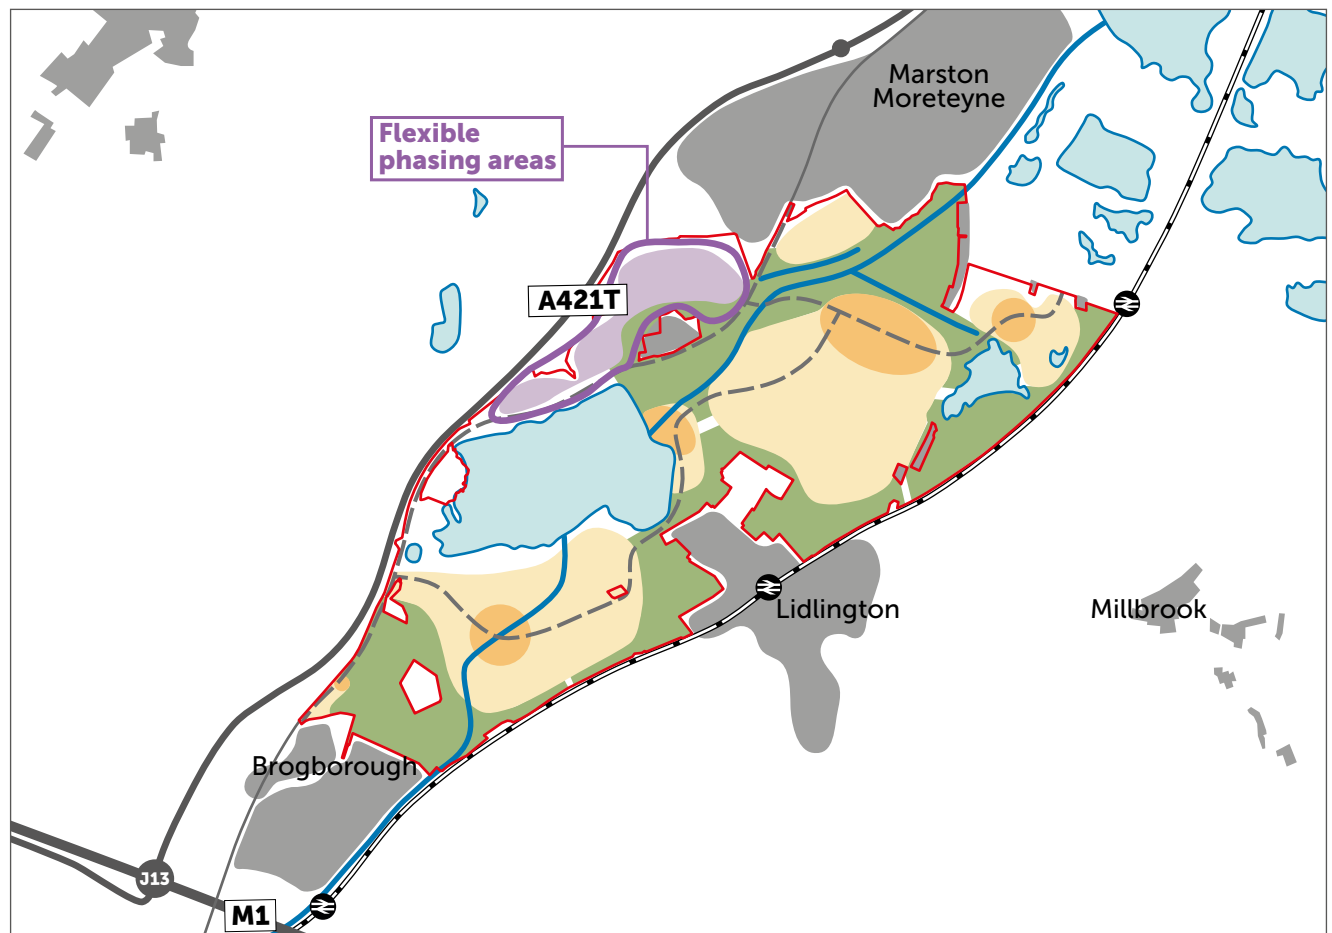 Marston
Moreteyne
Flexible
phasing areas
A421T
Lidlington
Millbrook
Brogborough
J13
M1